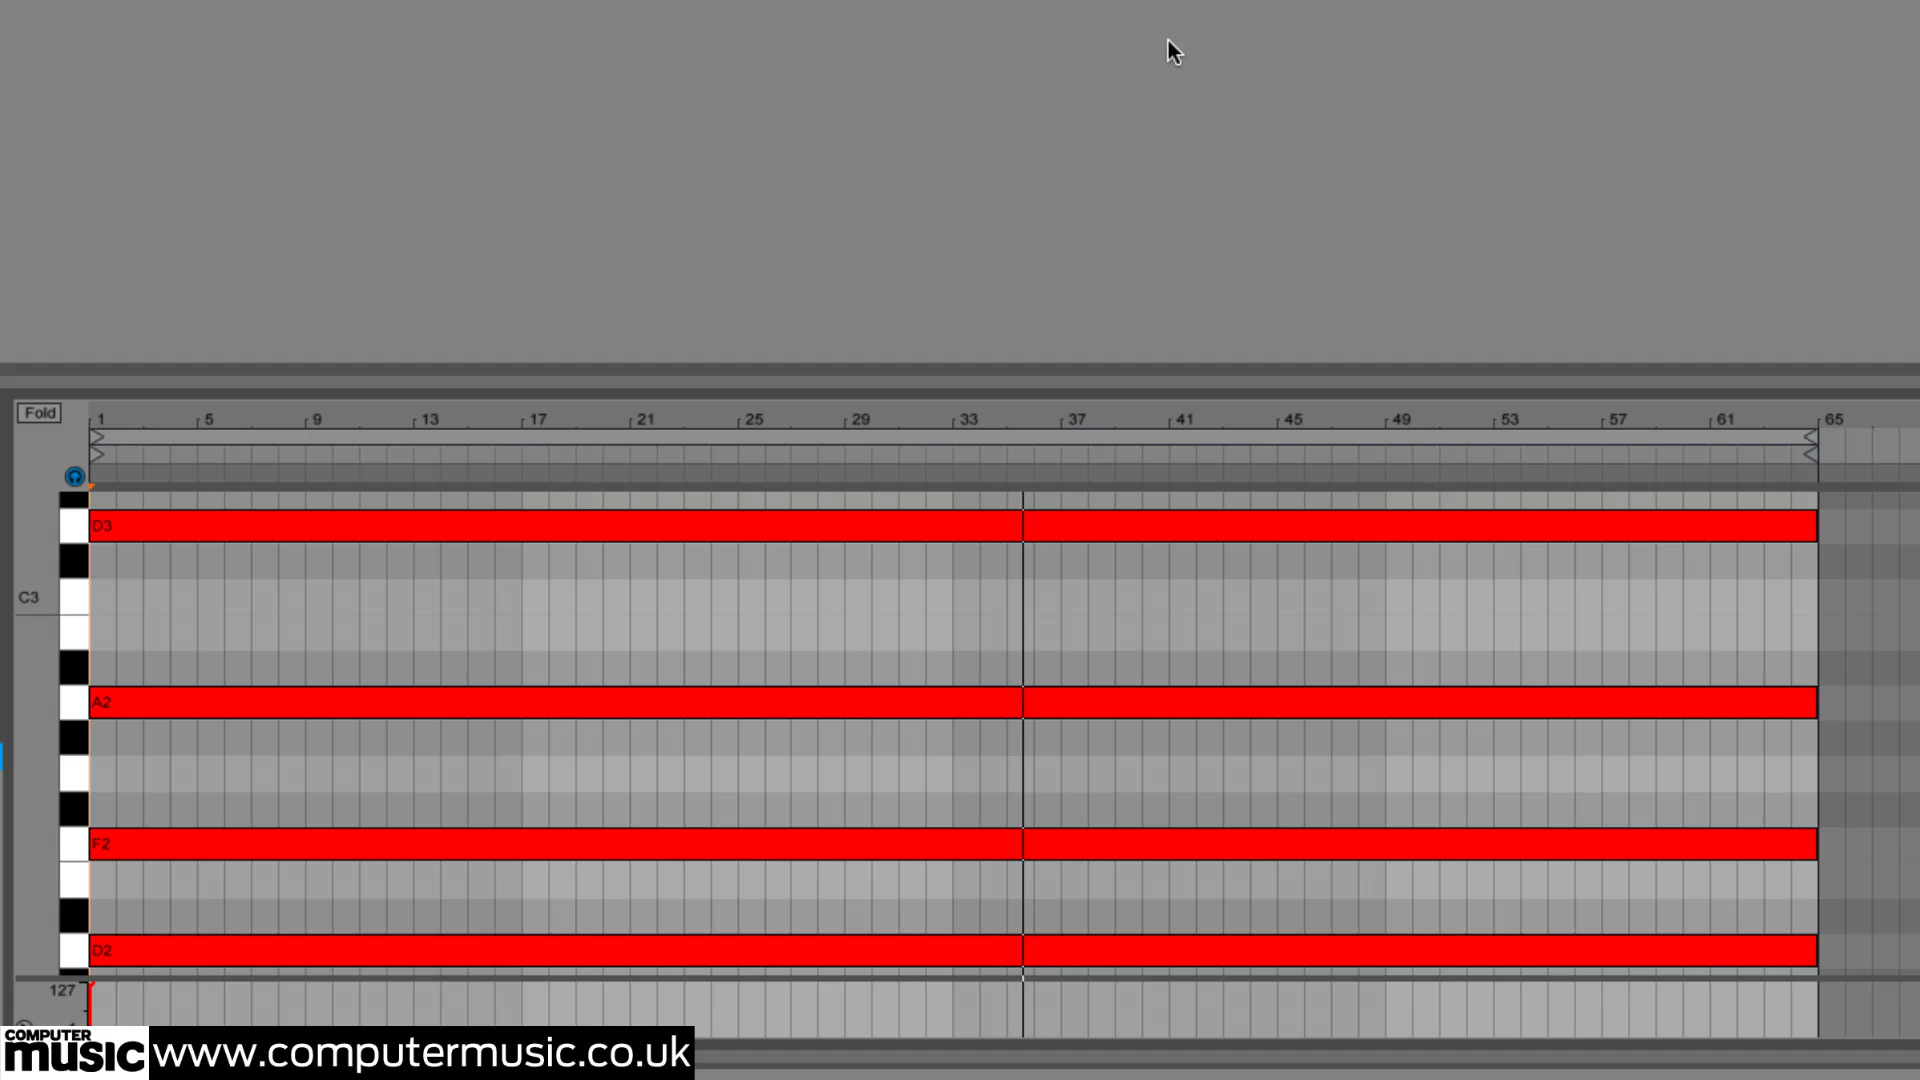 Fold
1 5 9 13 17 21 25 29 33 37 41 45 49 53 57 61 65
D3
C3
A2
F2
D2
127
COMPUTER
music www.computermusic.co.uk